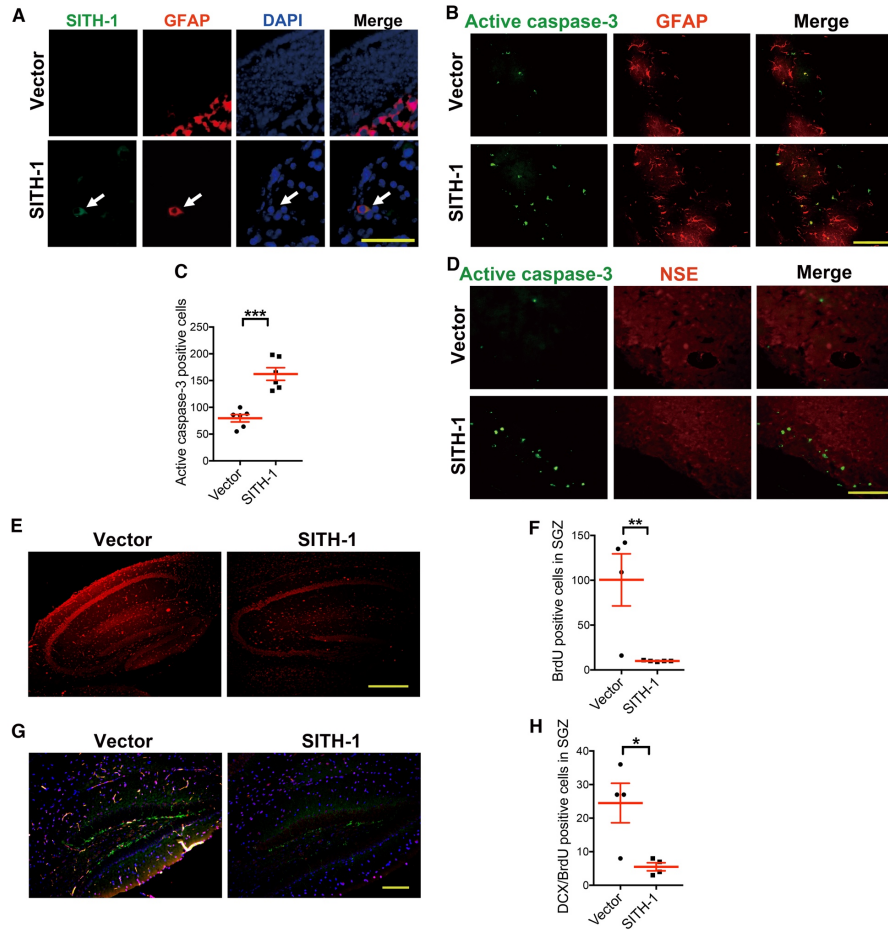 A
SITH-1 GFAP DAPI Merge
Vector
SITH-1
B
Active caspase-3 GFAP Merge
Vector
SITH-1
C
***
Active caspase-3 positive cells
250
200
150
100
50
0
Vector SITH-1
D
Active caspase-3 NSE Merge
Vector
SITH-1
E
Vector SITH-1
F
**
BrdU positive cells in SGZ
150
100
50
0
Vector SITH-1
G
Vector SITH-1
H
*
DCX/BrdU positive cells in SGZ
40
30
20
10
0
Vector SITH-1